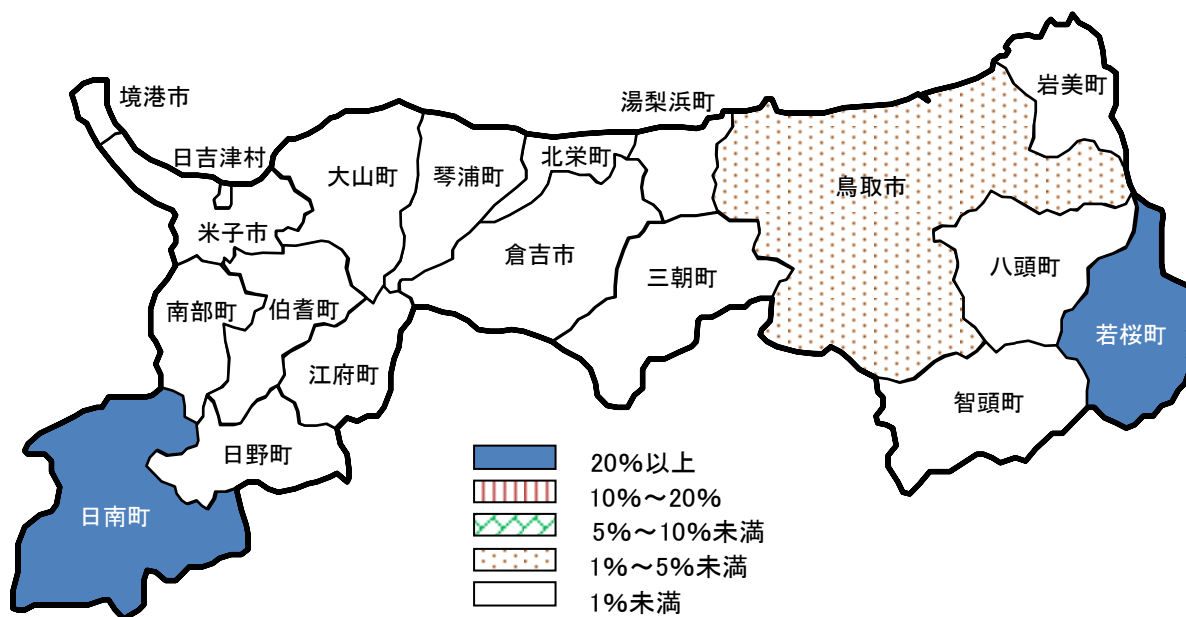 境港市
湯梨浜町
岩美町
日吉津村
大山町
琴浦町
北栄町
鳥取市
米子市
倉吉市
三朝町
八頭町
南部町
伯耆町
若桜町
江府町
智頭町
日野町
日南町
20%以上
10%～20%
5%～10%未満
1%～5%未満
1%未満